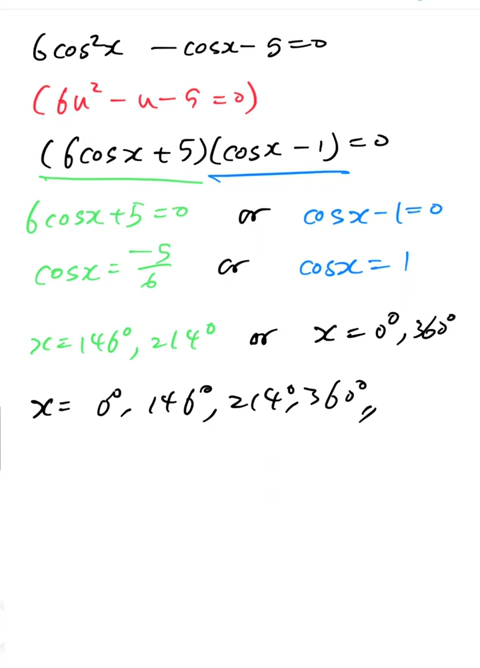 6cos²x - cosx - 5 = 0
(6u² - u - 5 = 0)
(6cosx + 5)(cosx - 1) = 0
6cosx + 5 = 0 or cosx - 1 = 0
cosx = -5/6 or cosx = 1
x = 146°, 214° or x = 0°, 360°
x = 0°, 146°, 214°, 360°,,